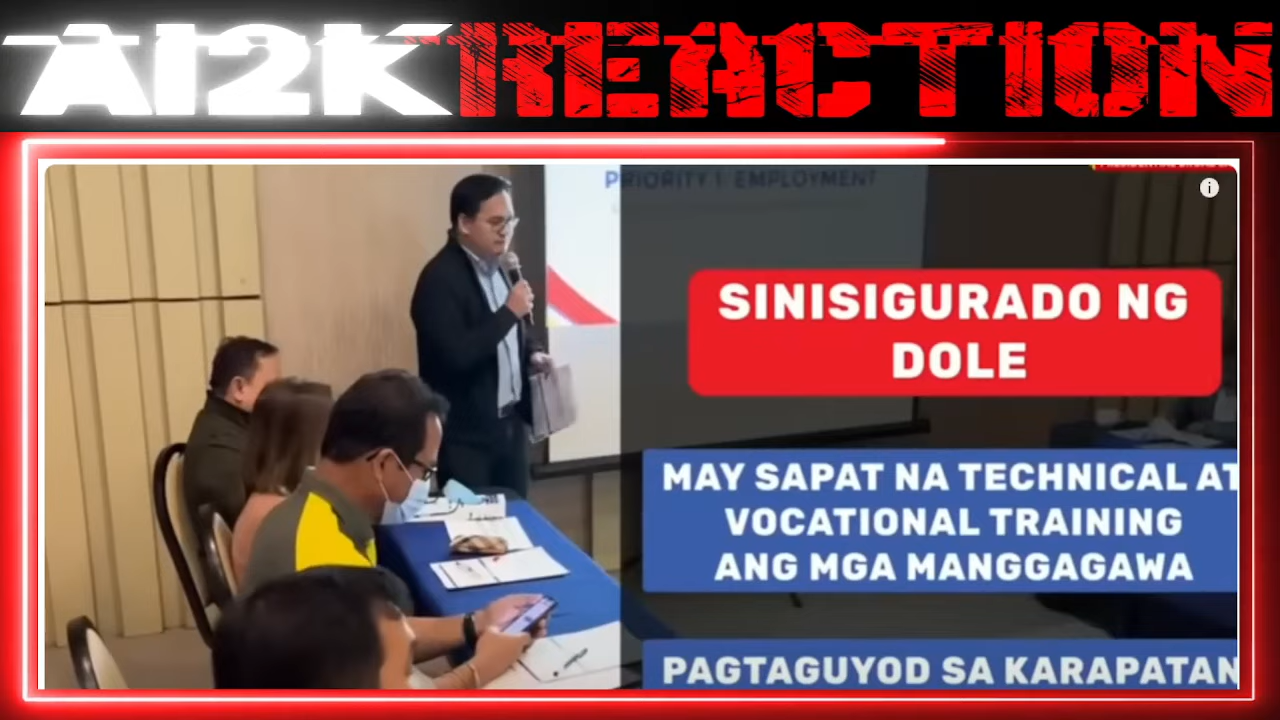 AI2K REACTION
PRIORITY 1: EMPLOYMENT
SINISIGURADO NG
DOLE
MAY SAPAT NA TECHNICAL AT
VOCATIONAL TRAINING
ANG MGA MANGGAGAWA
PAGTAGUYOD SA KARAPATAN